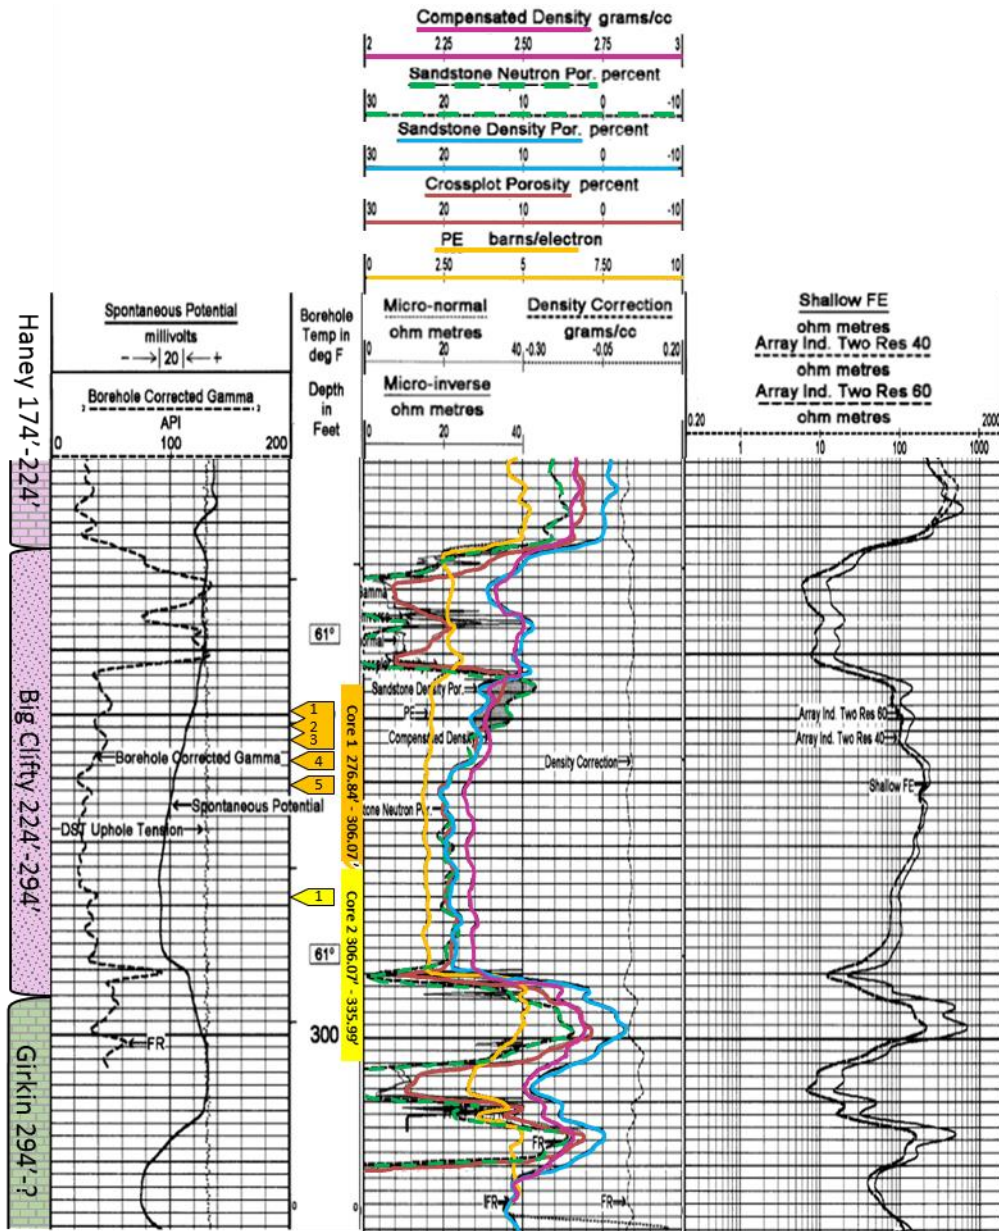 Compensated Density grams/cc
2 2.25 2.50 2.75 3
Sandstone Neutron Por. percent
30 20 10 0 -10
Sandstone Density Por. percent
30 20 10 0 -10
Crossplot Porosity percent
30 20 10 0 -10
PE barns/electron
0 2.50 5 7.50 10
Spontaneous Potential
millivolts
- 20 +
Borehole Corrected Gamma
API
0 100 200
Borehole
Temp in
deg F
Depth
in
Feet
Micro-normal
ohm metres
0 20 40
Density Correction
grams/cc
-0.30 -0.05 0.20
Micro-inverse
ohm metres
0 20 40
Shallow FE
ohm metres
Array Ind. Two Res 40
ohm metres
Array Ind. Two Res 60
ohm metres
0.20 1 10 100 1000 2000
Haney 174'-224'
Big Clifty 224'-294'
Girkin 294'-?
61°
Core 1 276.84' - 306.07'
1
2
3
4
5
Core 2 306.07' - 335.99'
1
61°
300
Borehole Corrected Gamma
Spontaneous Potential
DST Uphole Tension
FR
Sandstone Density Por.
PE
Compensated Density
Density Correction
stone Neutron Por.
FR
FR
Array Ind. Two Res 60
Array Ind. Two Res 40
Shallow FE